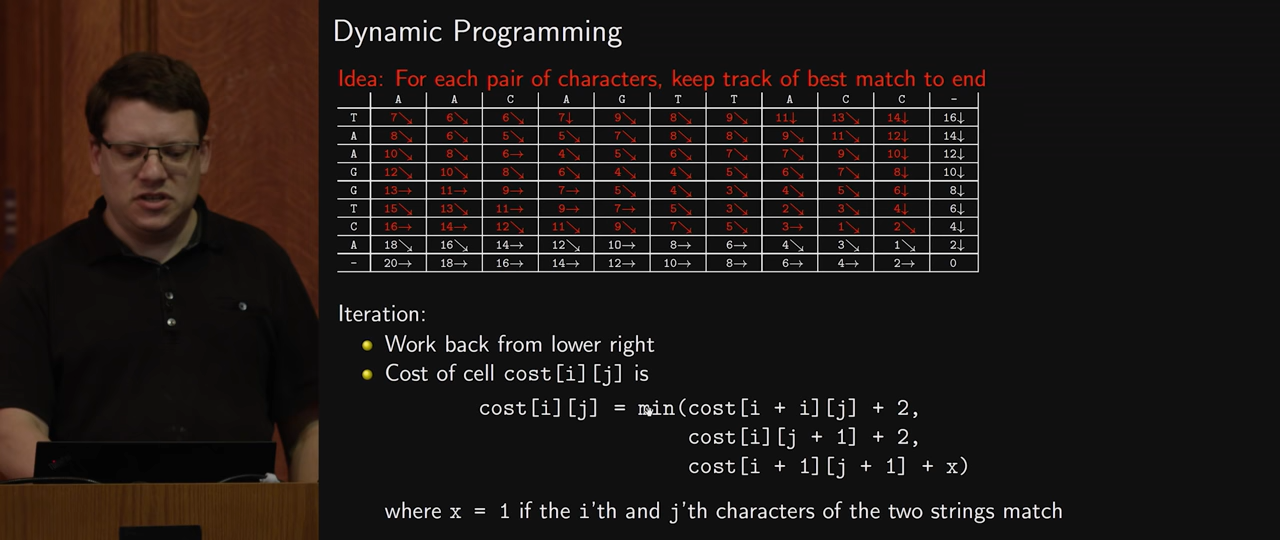 Dynamic Programming
Idea: For each pair of characters, keep track of best match to end
A A C A G T T A C C -
T 7↘ 6↘ 6↘ 7↓ 9↘ 8↘ 9↘ 11↓ 13↘ 14↓ 16↓
A 8↘ 6↘ 5↘ 5↘ 7↘ 8↘ 8↘ 9↘ 11↘ 12↓ 14↓
A 10↘ 8↘ 6→ 4↘ 5↘ 6↘ 7↘ 7↘ 9↘ 10↓ 12↓
G 12↘ 10↘ 8↘ 6↘ 4↘ 4↘ 5↘ 6↘ 7↘ 8↓ 10↓
G 13→ 11→ 9→ 7→ 5↘ 4↘ 3↘ 4↘ 5↘ 6↓ 8↓
T 15↘ 13↘ 11→ 9→ 7→ 5↘ 3↘ 2↘ 3↘ 4↓ 6↓
C 16→ 14→ 12↘ 11↘ 9↘ 7↘ 5↘ 3→ 1↘ 2↘ 4↓
A 18↘ 16↘ 14→ 12↘ 10→ 8→ 6→ 4↘ 3↘ 1↘ 2↓
- 20→ 18→ 16→ 14→ 12→ 10→ 8→ 6→ 4→ 2→ 0
Iteration:
Work back from lower right
Cost of cell cost[i][j] is
cost[i][j] = min(cost[i + i][j] + 2,
cost[i][j + 1] + 2,
cost[i + 1][j + 1] + x)
where x = 1 if the i'th and j'th characters of the two strings match